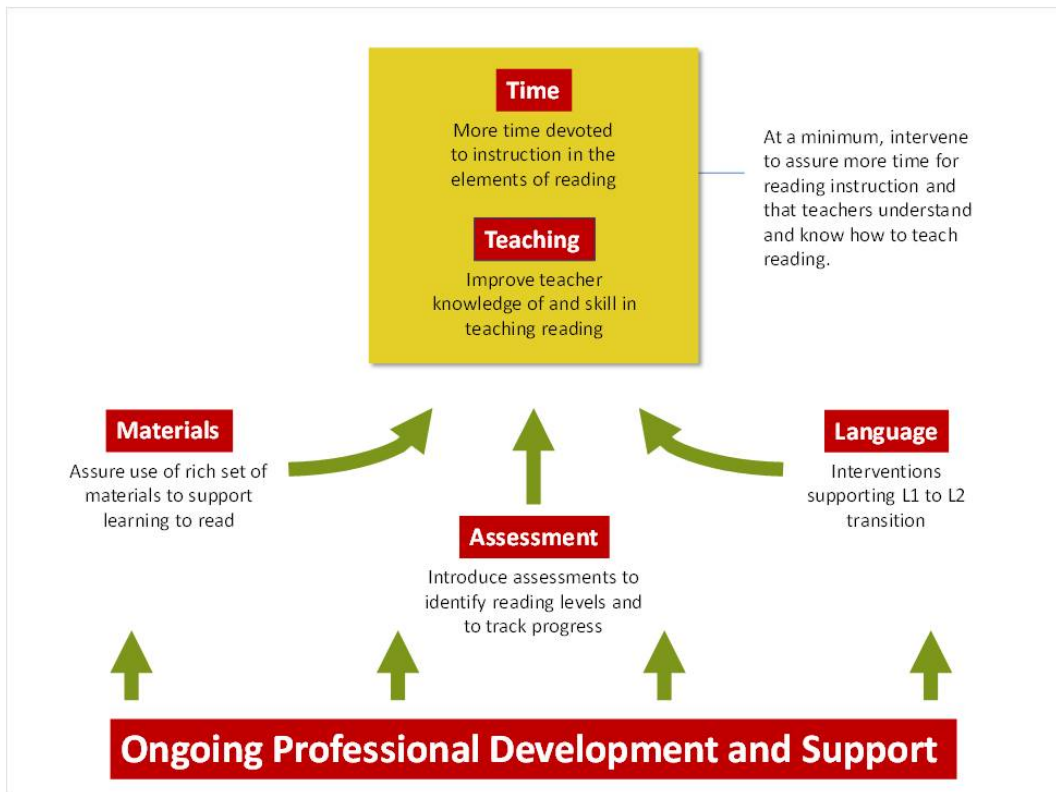 Time
More time devoted
to instruction in the
elements of reading
Teaching
Improve teacher
knowledge of and skill in
teaching reading
At a minimum, intervene
to assure more time for
reading instruction and
that teachers understand
and know how to teach
reading.
Materials
Assure use of rich set of
materials to support
learning to read
Assessment
Introduce assessments to
identify reading levels and
to track progress
Language
Interventions
supporting L1 to L2
transition
Ongoing Professional Development and Support